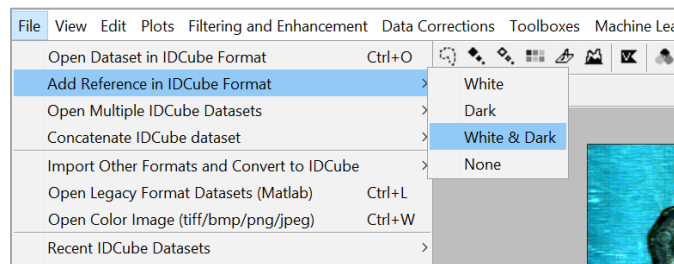 File View Edit Plots Filtering and Enhancement Data Corrections Toolboxes Machine Lea
Open Dataset in IDCube Format Ctrl+O
Add Reference in IDCube Format White
Open Multiple IDCube Datasets Dark
Concatenate IDCube dataset White & Dark
Import Other Formats and Convert to IDCube None
Open Legacy Format Datasets (Matlab) Ctrl+L
Open Color Image (tiff/bmp/png/jpeg) Ctrl+W
Recent IDCube Datasets